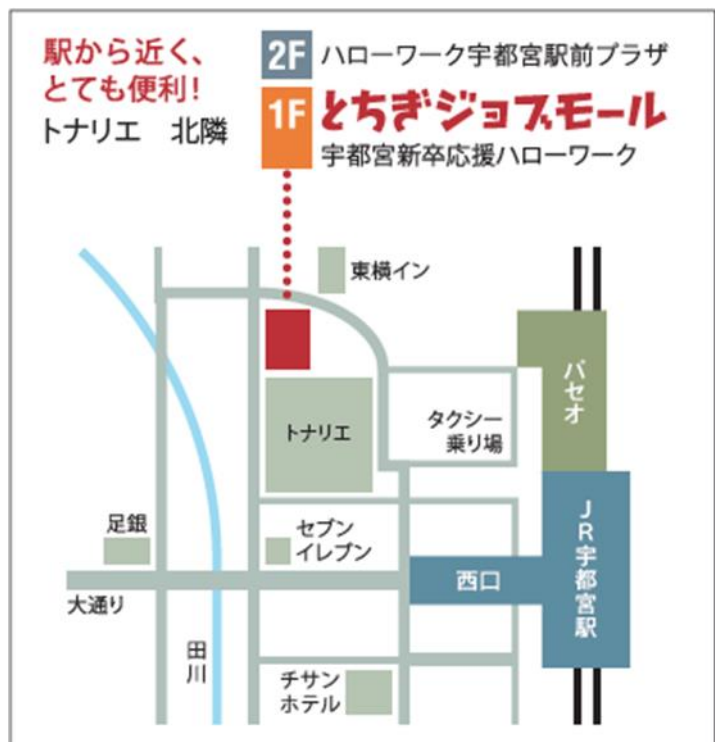 駅から近く、
とても便利！
トナリエ　北隣
2F ハローワーク宇都宮駅前プラザ
1F とちぎジョブモール
宇都宮新卒応援ハローワーク
東横イン
パセオ
トナリエ
タクシー
乗り場
足銀
セブン
イレブン
大通り
西口
JR宇都宮駅
田川
チサン
ホテル